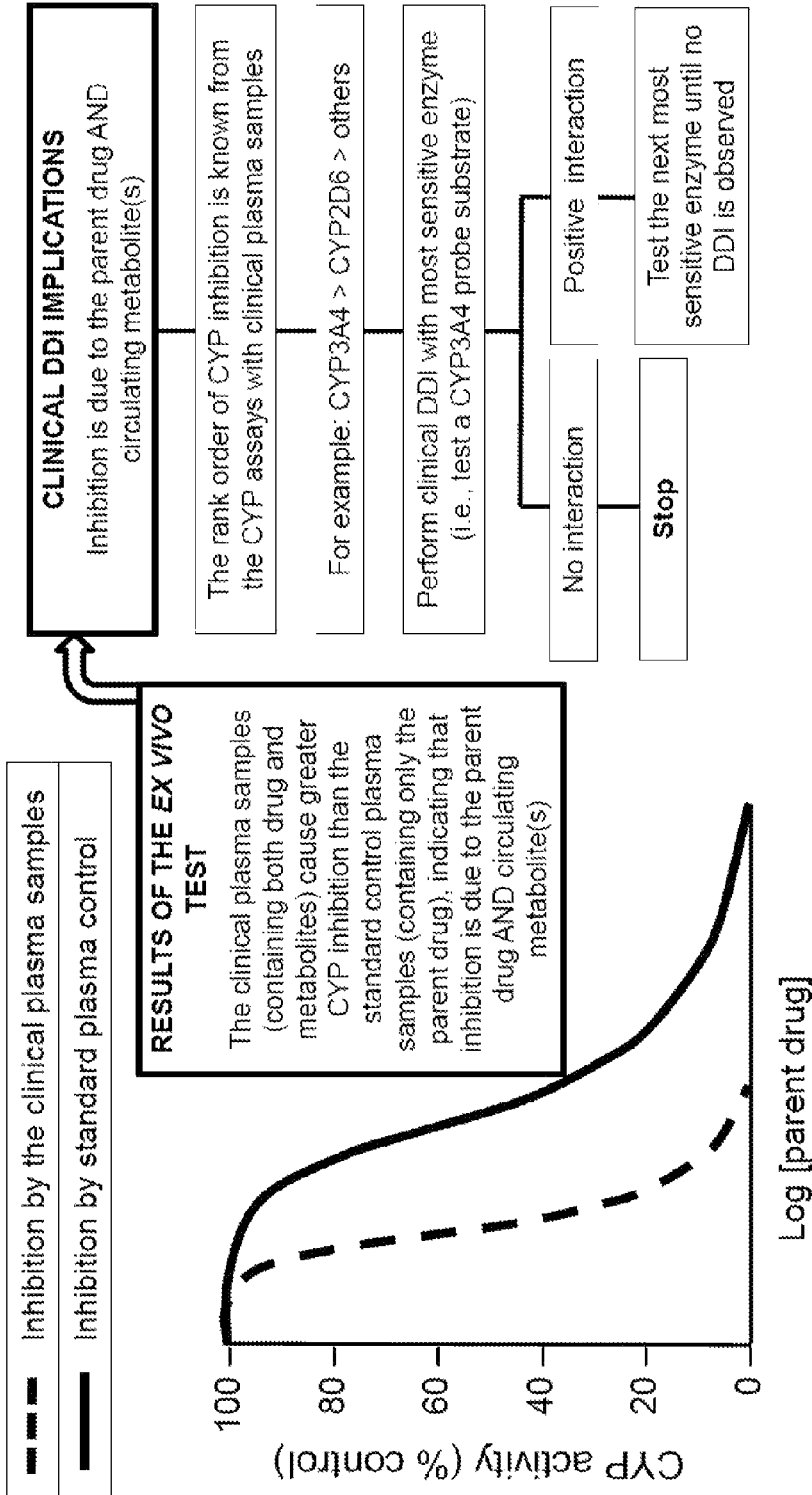 Inhibition by the clinical plasma samples
Inhibition by standard plasma control
RESULTS OF THE EX VIVO
TEST
The clinical plasma samples
(containing both drug and
metabolites) cause greater
CYP inhibition than the
standard control plasma
samples (containing only the
parent drug), indicating that
inhibition is due to the parent
drug AND circulating
metabolite(s)
CYP activity (% control)
100
80
60
40
20
0
Log [parent drug]
CLINICAL DDI IMPLICATIONS
Inhibition is due to the parent drug AND
circulating metabolite(s)
The rank order of CYP inhibition is known from
the CYP assays with clinical plasma samples
For example: CYP3A4 > CYP2D6 > others
Perform clinical DDI with most sensitive enzyme
(i.e., test a CYP3A4 probe substrate)
No interaction
Stop
Positive interaction
Test the next most
sensitive enzyme until no
DDI is observed